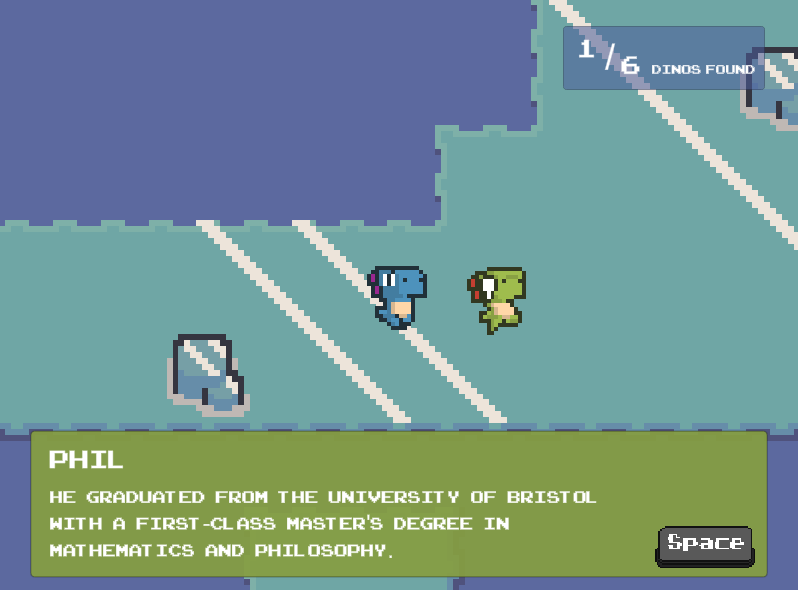 1/6 DINOS FOUND
PHIL
HE GRADUATED FROM THE UNIVERSITY OF BRISTOL
WITH A FIRST-CLASS MASTER'S DEGREE IN
MATHEMATICS AND PHILOSOPHY.
Space